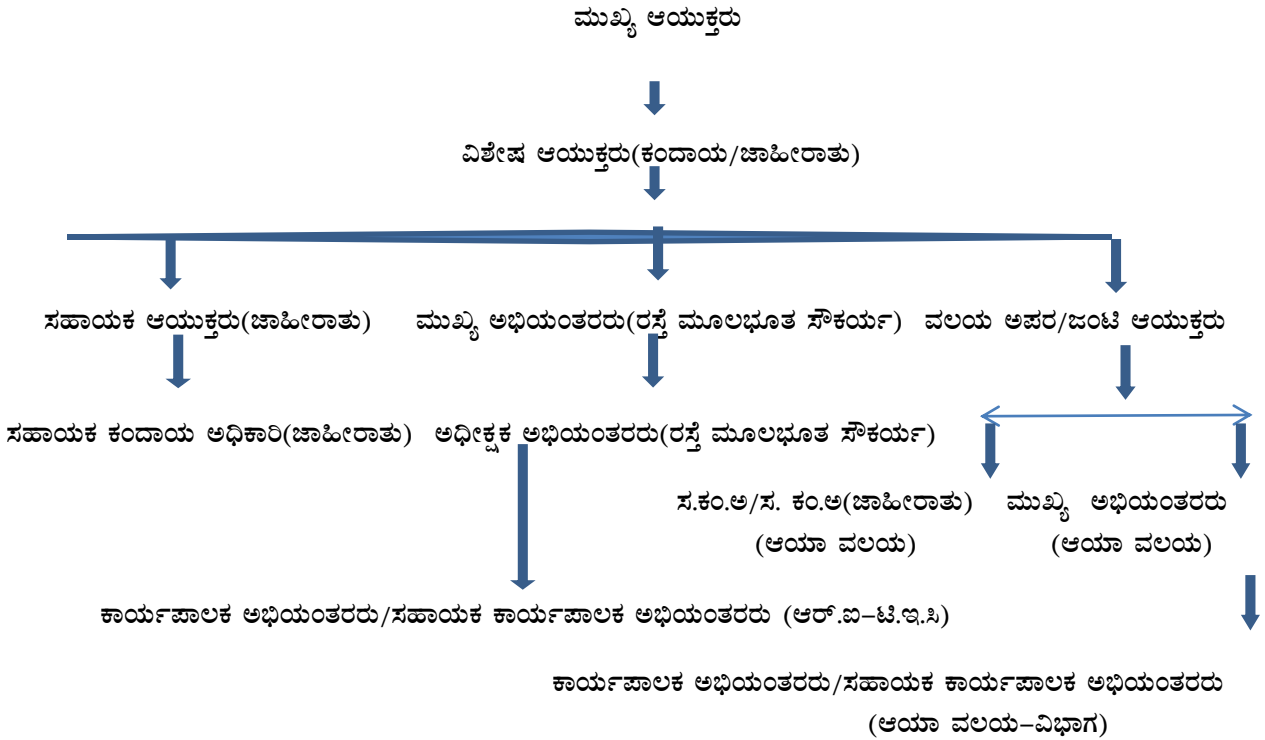 ಮುಖ್ಯ ಆಯುಕ್ತರು
ವಿಶೇಷ ಆಯುಕ್ತರು(ಕಂದಾಯ/ಜಾಹೀರಾತು)
ಸಹಾಯಕ ಆಯುಕ್ತರು(ಜಾಹೀರಾತು) ಮುಖ್ಯ ಅಭಿಯಂತರರು(ರಸ್ತೆ ಮೂಲಭೂತ ಸೌಕರ್ಯ) ವಲಯ ಅಪರ/ಜಂಟಿ ಆಯುಕ್ತರು
ಸಹಾಯಕ ಕಂದಾಯ ಅಧಿಕಾರಿ(ಜಾಹೀರಾತು) ಅಧೀಕ್ಷಕ ಅಭಿಯಂತರರು(ರಸ್ತೆ ಮೂಲಭೂತ ಸೌಕರ್ಯ)
ಸ.ಕಂ.ಅ/ಸ. ಕಂ.ಅ(ಜಾಹೀರಾತು) ಮುಖ್ಯ ಅಭಿಯಂತರರು
(ಆಯಾ ವಲಯ) (ಆಯಾ ವಲಯ)
ಕಾರ್ಯಪಾಲಕ ಅಭಿಯಂತರರು/ಸಹಾಯಕ ಕಾರ್ಯಪಾಲಕ ಅಭಿಯಂತರರು (ಆರ್.ಐ-ಟಿ.ಇ.ಸಿ)
ಕಾರ್ಯಪಾಲಕ ಅಭಿಯಂತರರು/ಸಹಾಯಕ ಕಾರ್ಯಪಾಲಕ ಅಭಿಯಂತರರು
(ಆಯಾ ವಲಯ-ವಿಭಾಗ)